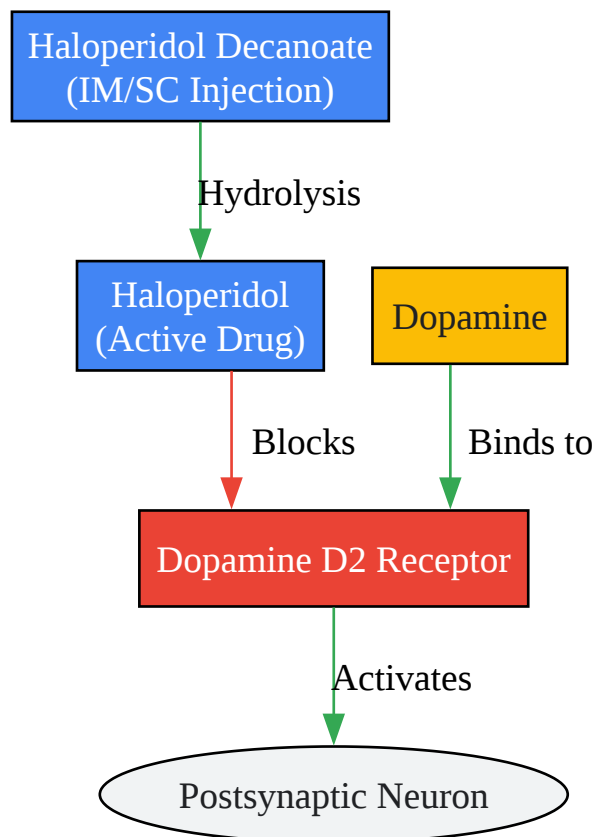 Haloperidol Decanoate
(IM/SC Injection)
Hydrolysis
Haloperidol
(Active Drug)
Dopamine
Blocks
Binds to
Dopamine D2 Receptor
Activates
Postsynaptic Neuron